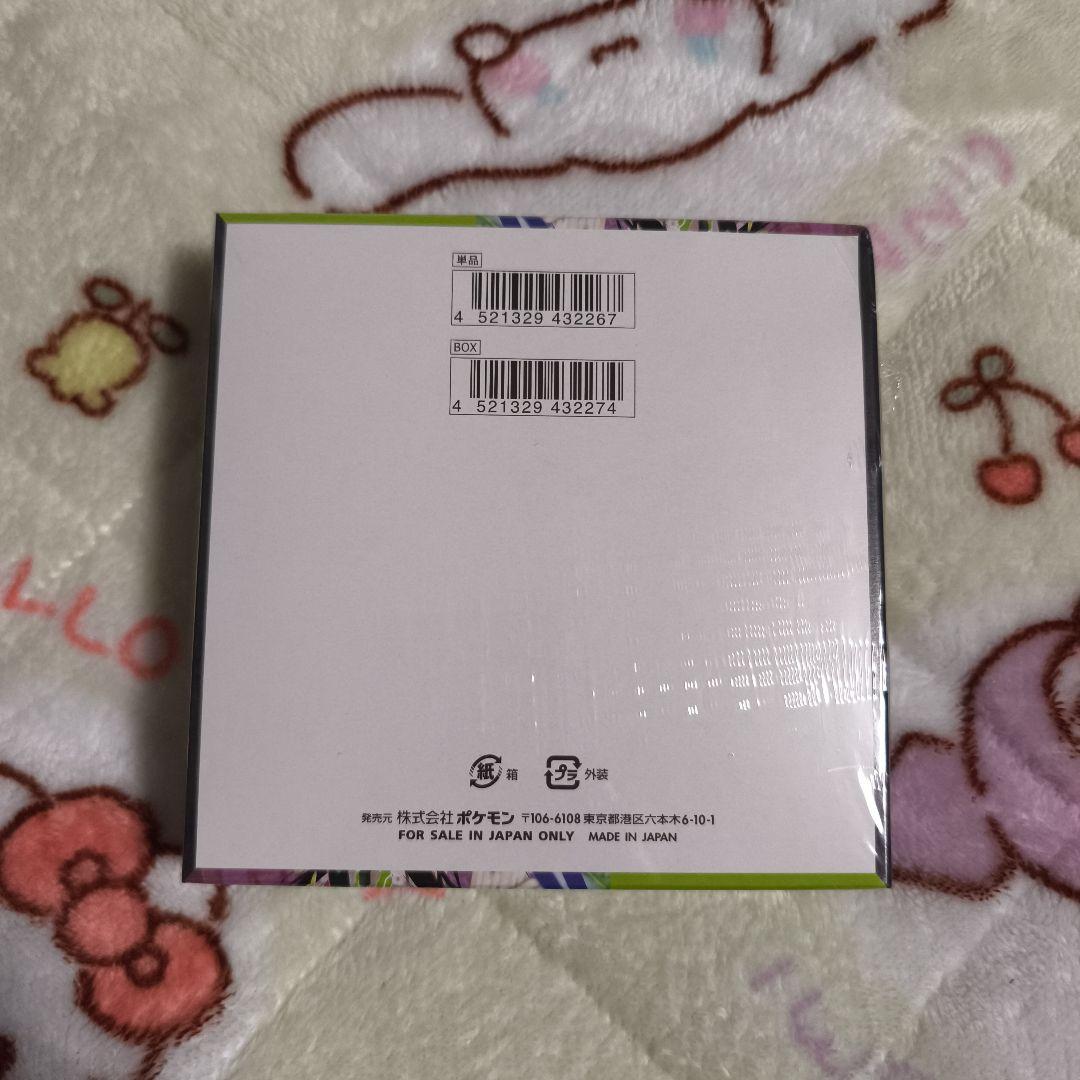 単品
4 521329 432267
BOX
4 521329 432274
紙 箱 プラ 外装
発売元 株式会社 ポケモン 〒106-6108 東京都港区六本木6-10-1
FOR SALE IN JAPAN ONLY MADE IN JAPAN
LLO